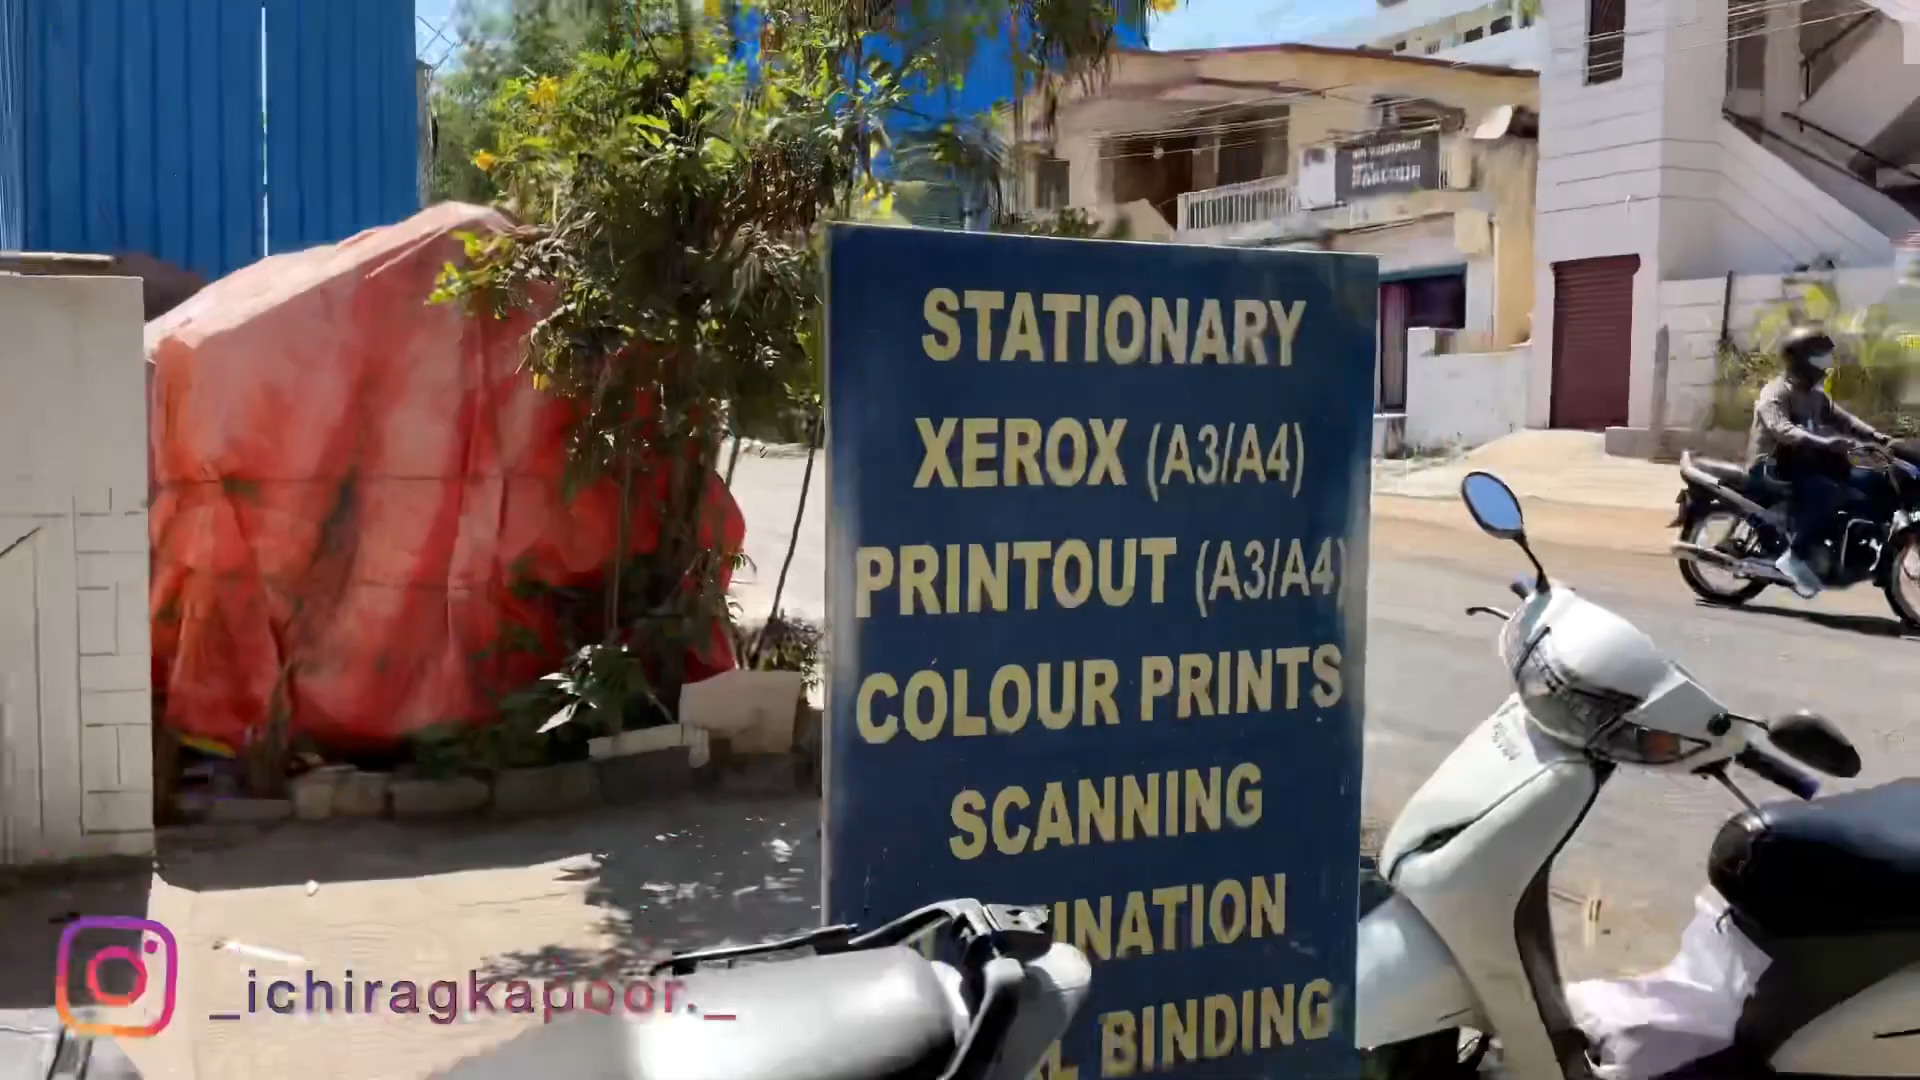 STATIONARY
XEROX (A3/A4)
PRINTOUT (A3/A4)
COLOUR PRINTS
SCANNING
BINDING
_ichiragkapoor._